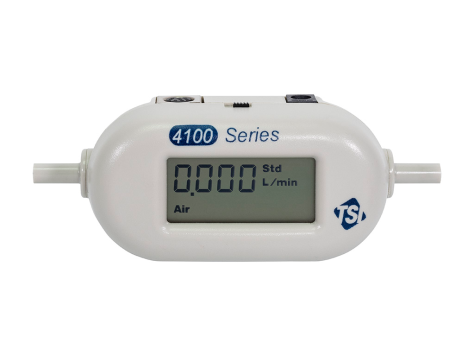 4100 Series
0.000 Std
L/min
Air
TSI